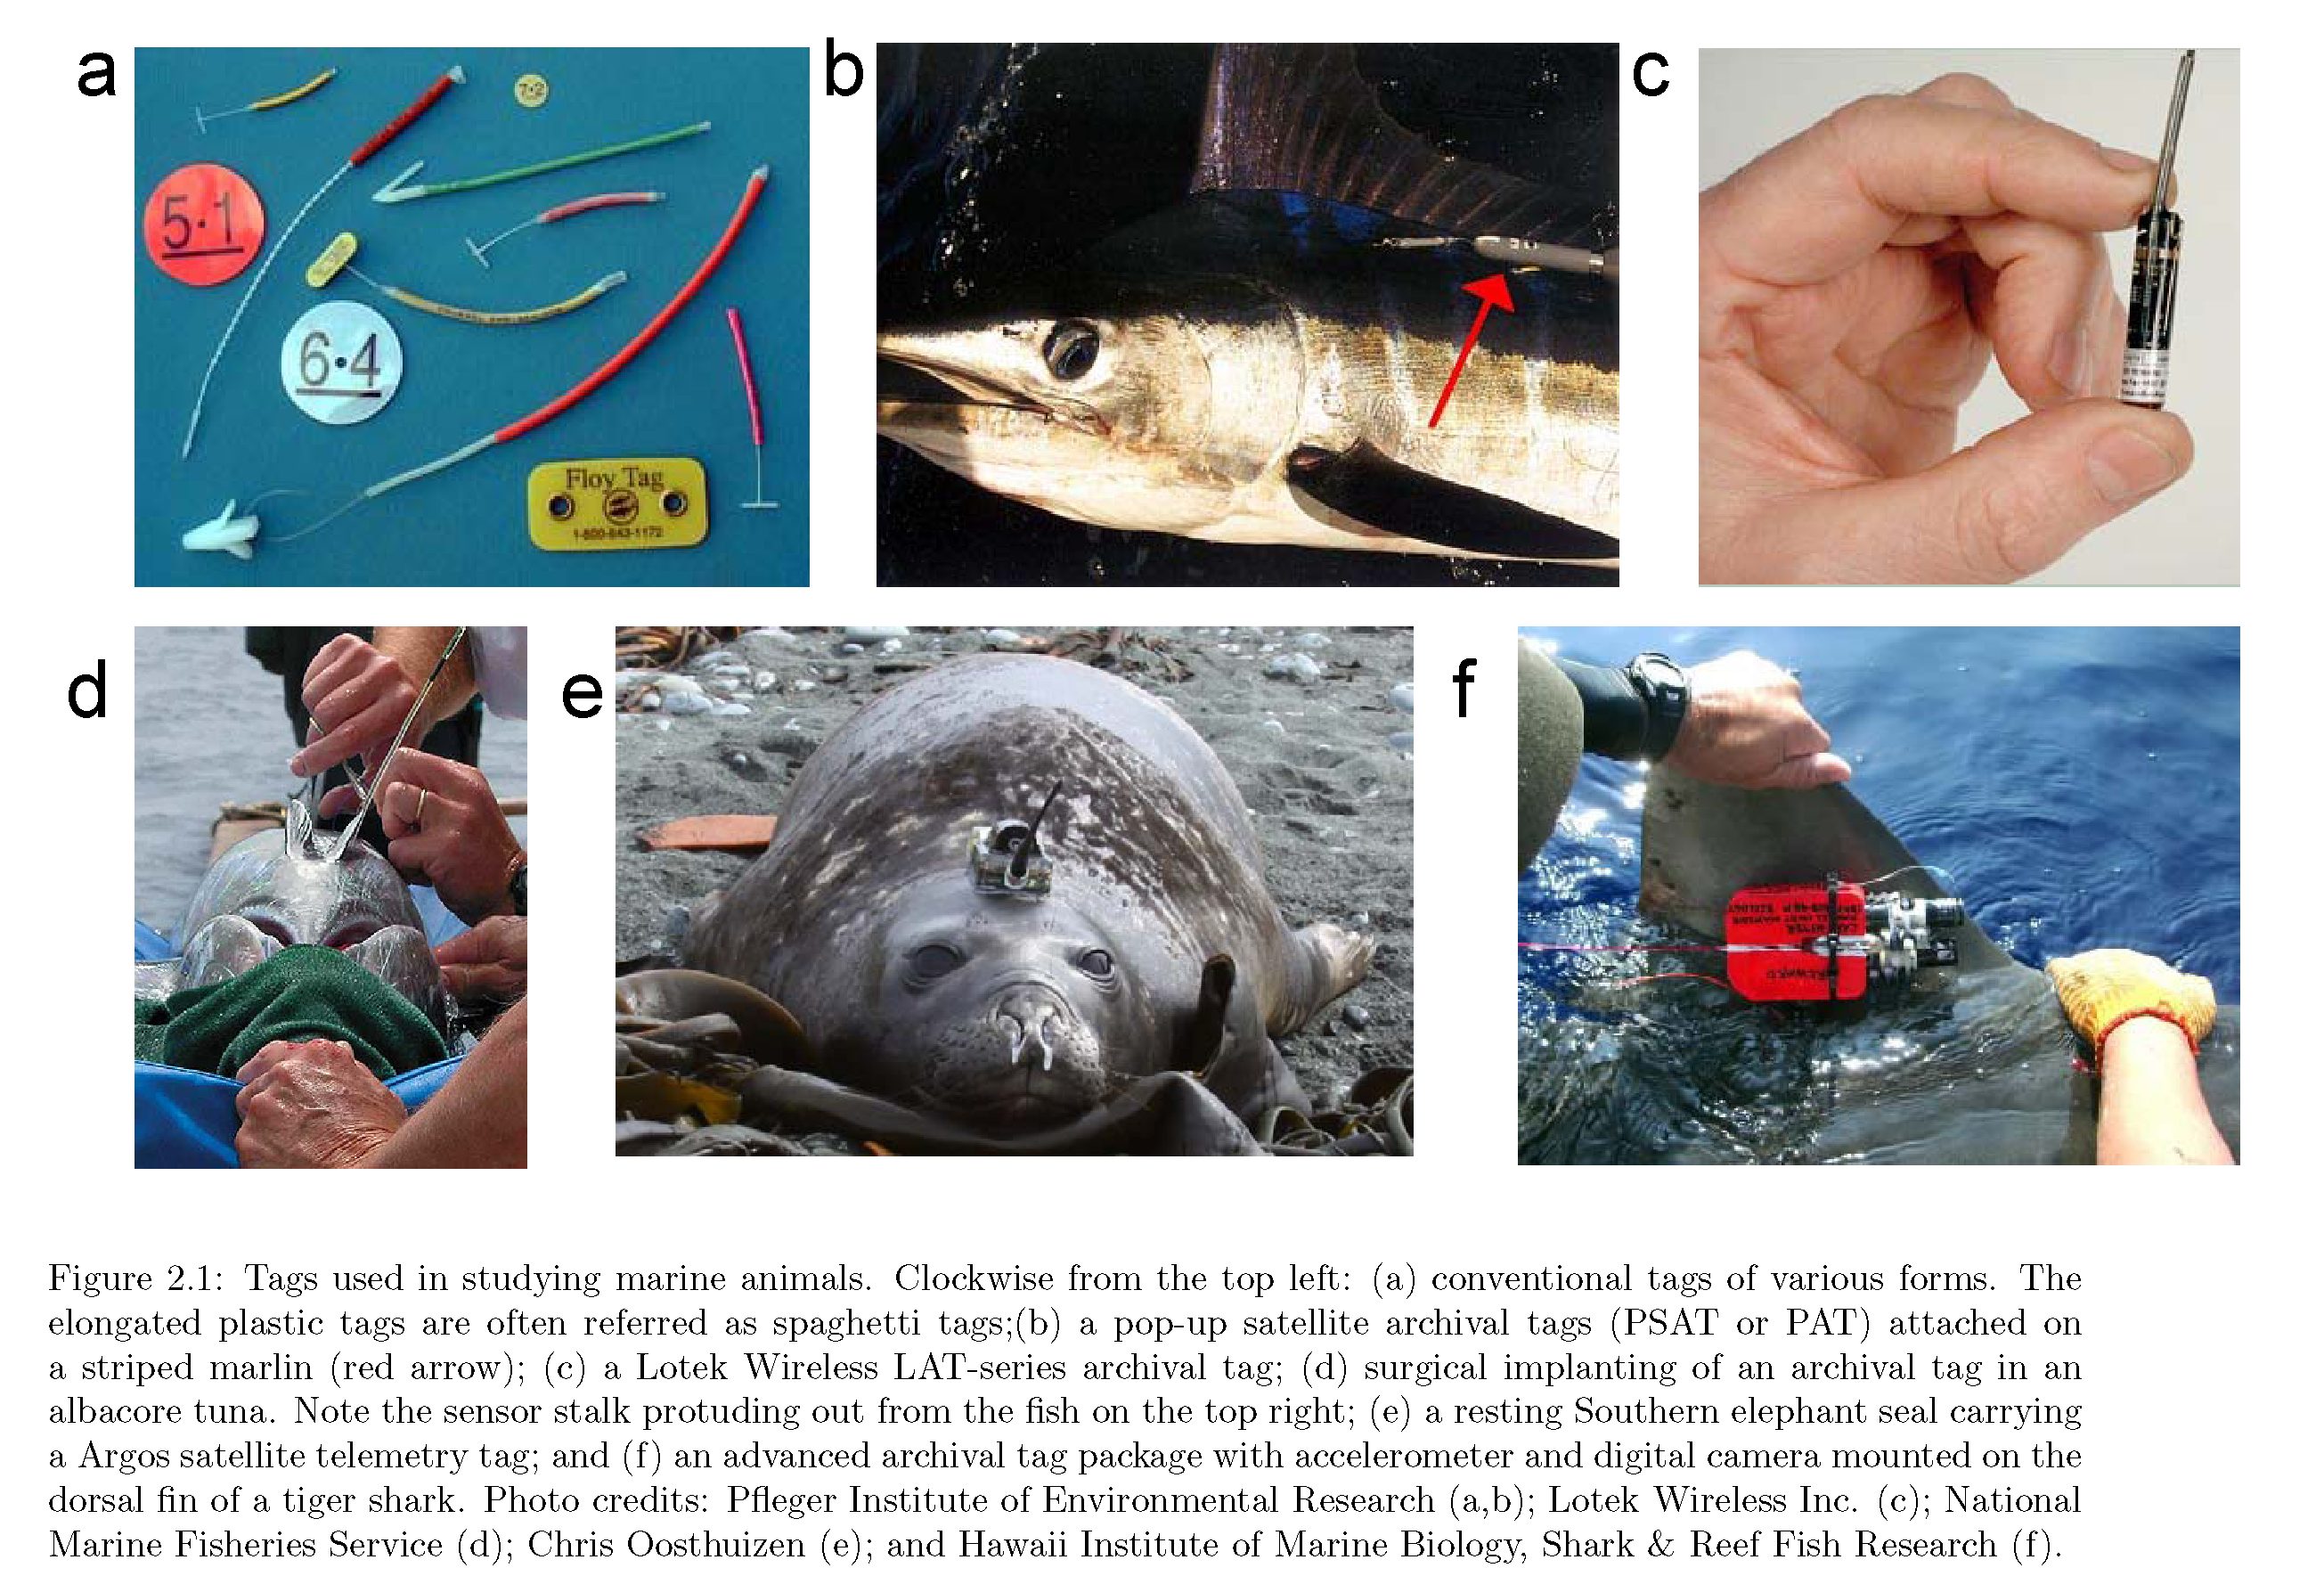 a
b
c
7·2
5·1
6·4
Floy Tag
1-800-843-1172
d
e
f
Figure 2.1: Tags used in studying marine animals. Clockwise from the top left: (a) conventional tags of various forms. The
elongated plastic tags are often referred as spaghetti tags;(b) a pop-up satellite archival tags (PSAT or PAT) attached on
a striped marlin (red arrow); (c) a Lotek Wireless LAT-series archival tag; (d) surgical implanting of an archival tag in an
albacore tuna. Note the sensor stalk protuding out from the fish on the top right; (e) a resting Southern elephant seal carrying
a Argos satellite telemetry tag; and (f) an advanced archival tag package with accelerometer and digital camera mounted on the
dorsal fin of a tiger shark. Photo credits: Pfleger Institute of Environmental Research (a,b); Lotek Wireless Inc. (c); National
Marine Fisheries Service (d); Chris Oosthuizen (e); and Hawaii Institute of Marine Biology, Shark & Reef Fish Research (f).